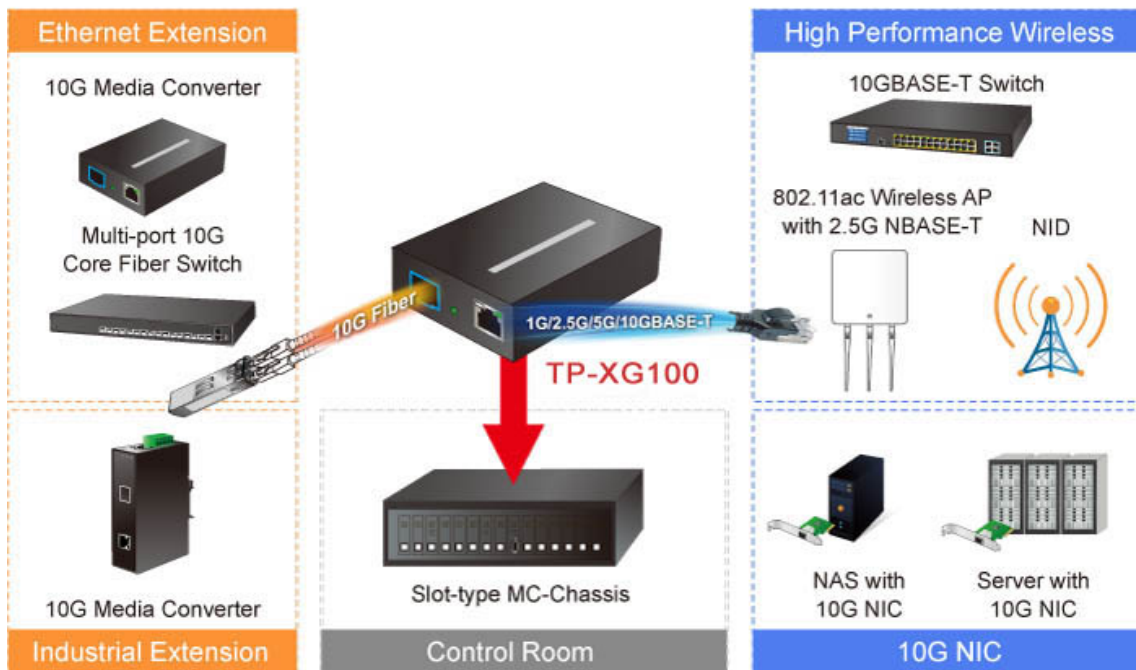 Ethernet Extension
10G Media Converter
Multi-port 10G
Core Fiber Switch
10G Fiber
1G/2.5G/5G/10GBASE-T
TP-XG100
High Performance Wireless
10GBASE-T Switch
802.11ac Wireless AP
with 2.5G NBASE-T
NID
10G Media Converter
Industrial Extension
Slot-type MC-Chassis
Control Room
NAS with
10G NIC
Server with
10G NIC
10G NIC